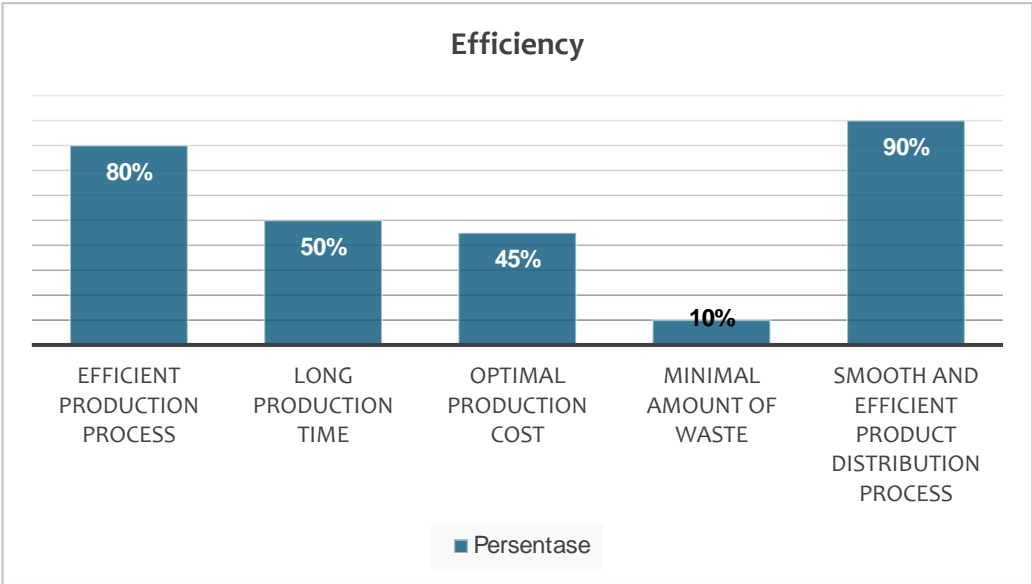 Efficiency
80%
50%
45%
10%
90%
EFFICIENT
PRODUCTION
PROCESS
LONG
PRODUCTION
TIME
OPTIMAL
PRODUCTION
COST
MINIMAL
AMOUNT OF
WASTE
SMOOTH AND
EFFICIENT
PRODUCT
DISTRIBUTION
PROCESS
Persentase